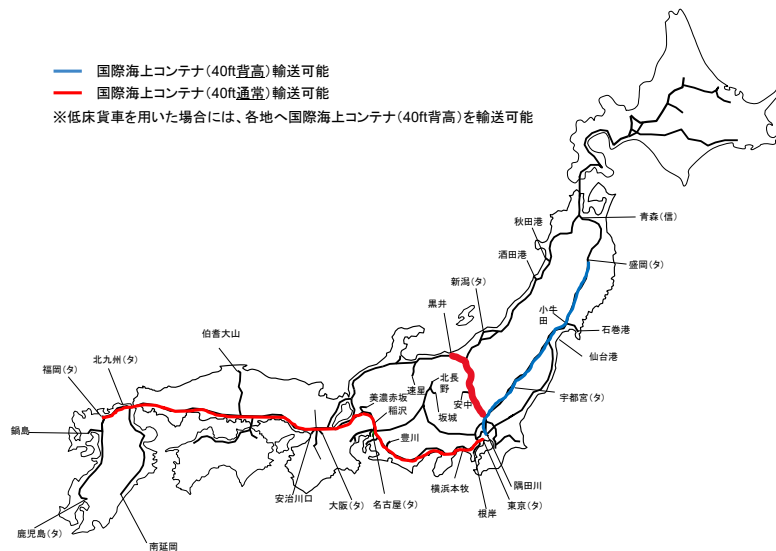 国際海上コンテナ(40ft背高)輸送可能
国際海上コンテナ(40ft通常)輸送可能
※低床貨車を用いた場合には、各地へ国際海上コンテナ(40ft背高)を輸送可能
青森(信)
秋田港
酒田港
盛岡(タ)
新潟(タ)
黒井
小牛
田
石巻港
仙台港
伯耆大山
北九州(タ)
福岡(タ)
北長
野
速星
美濃赤坂
稲沢
安中
坂城
宇都宮(タ)
鍋島
豊川
隅田川
横浜本牧
安治川口
大阪(タ)
名古屋(タ)
根岸
東京(タ)
鹿児島(タ)
南延岡